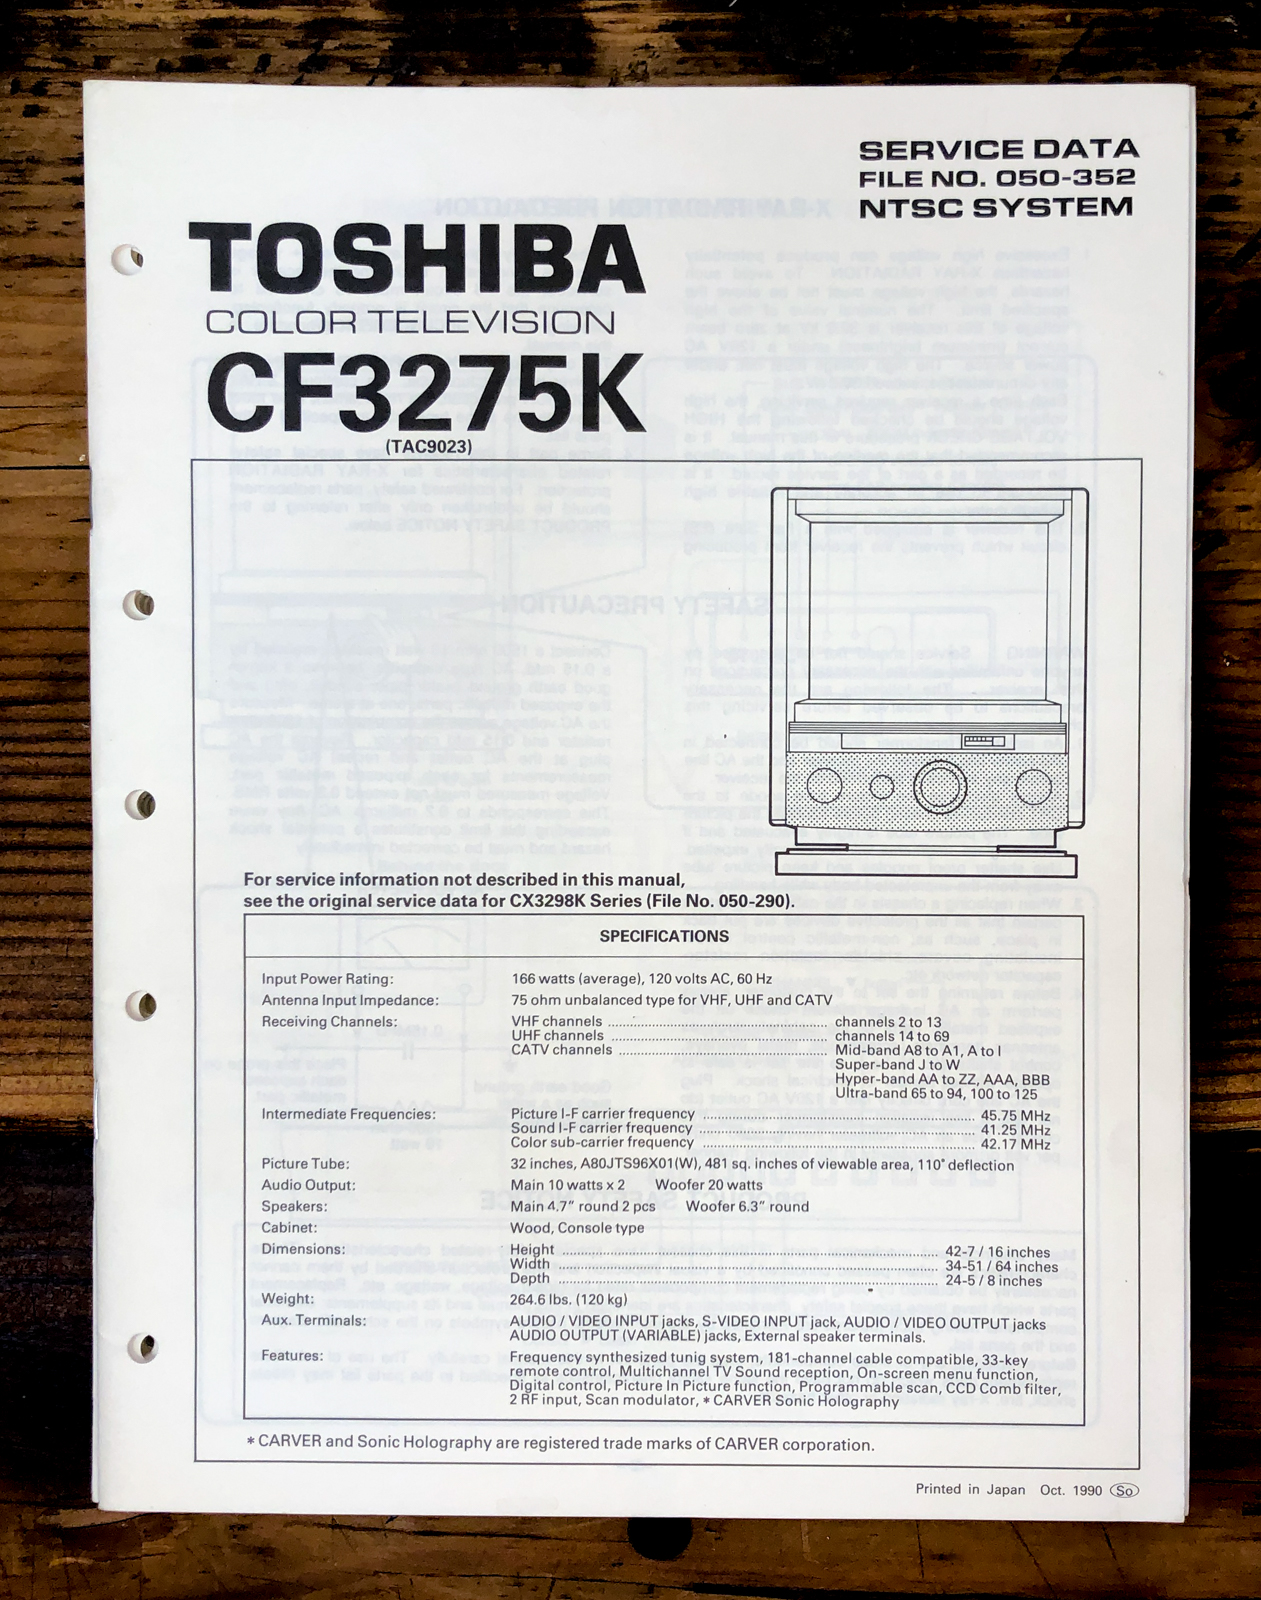 SERVICE DATA
FILE NO. 050-352
NTSC SYSTEM
TOSHIBA
COLOR TELEVISION
CF3275K
(TAC9023)
For service information not described in this manual,
see the original service data for CX3298K Series (File No. 050-290).
SPECIFICATIONS
Input Power Rating: 166 watts (average), 120 volts AC, 60 Hz
Antenna Input Impedance: 75 ohm unbalanced type for VHF, UHF and CATV
Receiving Channels: VHF channels ........ channels 2 to 13
UHF channels ........ channels 14 to 69
CATV channels ........ Mid-band A8 to A1, A to I
Super-band J to W
Hyper-band AA to ZZ, AAA, BBB
Ultra-band 65 to 94, 100 to 125
Intermediate Frequencies: Picture I-F carrier frequency ........ 45.75 MHz
Sound I-F carrier frequency ........ 41.25 MHz
Color sub-carrier frequency ........ 42.17 MHz
Picture Tube: 32 inches, A80JTS96X01(W), 481 sq. inches of viewable area, 110° deflection
Audio Output: Main 10 watts x 2 Woofer 20 watts
Speakers: Main 4.7" round 2 pcs Woofer 6.3" round
Cabinet: Wood, Console type
Dimensions: Height ........ 42-7 / 16 inches
Width ........ 34-51 / 64 inches
Depth ........ 24-5 / 8 inches
Weight: 264.6 lbs. (120 kg)
Aux. Terminals: AUDIO / VIDEO INPUT jacks, S-VIDEO INPUT jack, AUDIO / VIDEO OUTPUT jacks
AUDIO OUTPUT (VARIABLE) jacks, External speaker terminals.
Features: Frequency synthesized tunig system, 181-channel cable compatible, 33-key
remote control, Multichannel TV Sound reception, On-screen menu function,
Digital control, Picture In Picture function, Programmable scan, CCD Comb filter,
2 RF input, Scan modulator, * CARVER Sonic Holography
* CARVER and Sonic Holography are registered trade marks of CARVER corporation.
Printed in Japan Oct. 1990 So